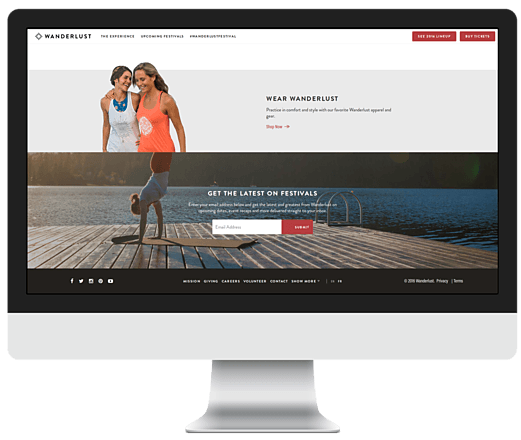 WANDERLUST THE EXPERIENCE UPCOMING FESTIVALS #WANDERLUSTFESTIVAL SEE 2016 LINEUP BUY TICKETS
WEAR WANDERLUST
Practice in comfort and style with our favorite Wanderlust apparel and
gear.
Shop Now
GET THE LATEST ON FESTIVALS
Enter your email address below and get the latest and greatest from Wanderlust on
upcoming dates, event recaps and more delivered straight to your inbox.
Email Address SUBMIT
MISSION GIVING CAREERS VOLUNTEER CONTACT SHOW MORE FR © 2016 Wanderlust. Privacy | Terms